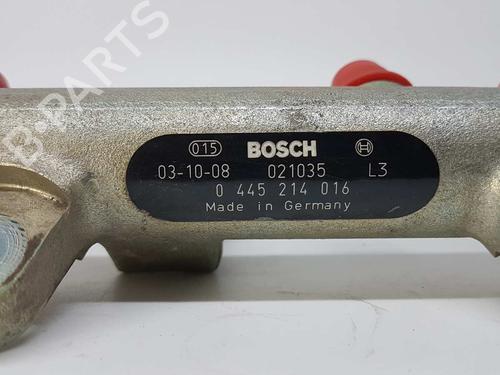 015 BOSCH
03-10-08 021035 L3
0 445 214 016
Made in Germany
B-PARTS